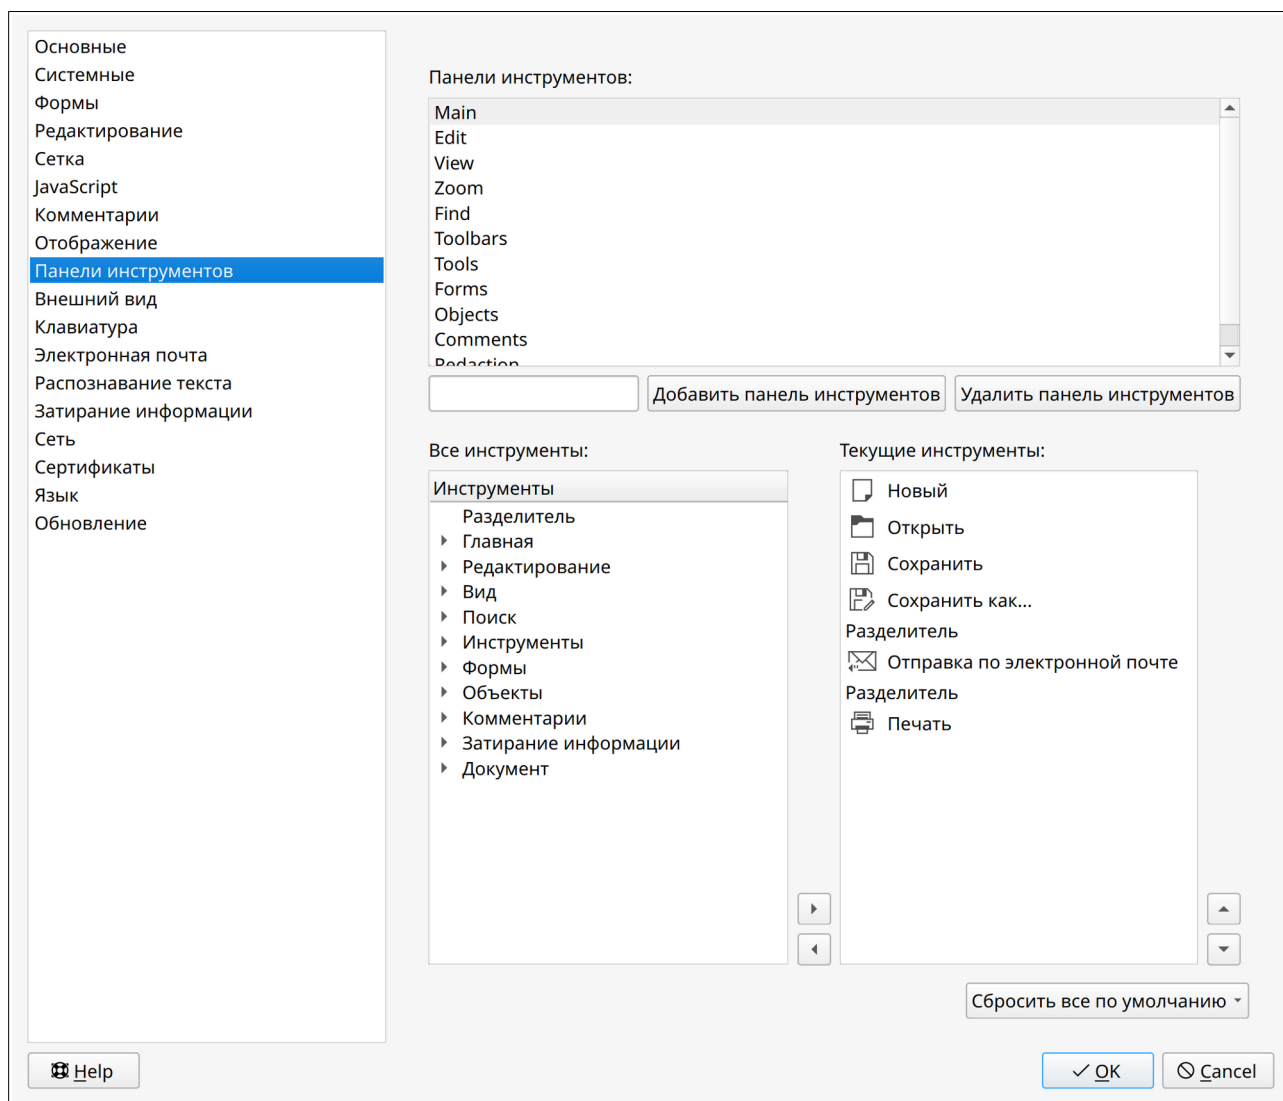 Основные
Системные
Формы
Редактирование
Сетка
JavaScript
Комментарии
Отображение
Панели инструментов
Внешний вид
Клавиатура
Электронная почта
Распознавание текста
Затирание информации
Сеть
Сертификаты
Язык
Обновление
Панели инструментов:
Main
Edit
View
Zoom
Find
Toolbars
Tools
Forms
Objects
Comments
Redaction
Добавить панель инструментов
Удалить панель инструментов
Все инструменты:
Инструменты
Разделитель
Главная
Редактирование
Вид
Поиск
Инструменты
Формы
Объекты
Комментарии
Затирание информации
Документ
Текущие инструменты:
Новый
Открыть
Сохранить
Сохранить как...
Разделитель
Отправка по электронной почте
Разделитель
Печать
Сбросить все по умолчанию
Help
OK
Cancel